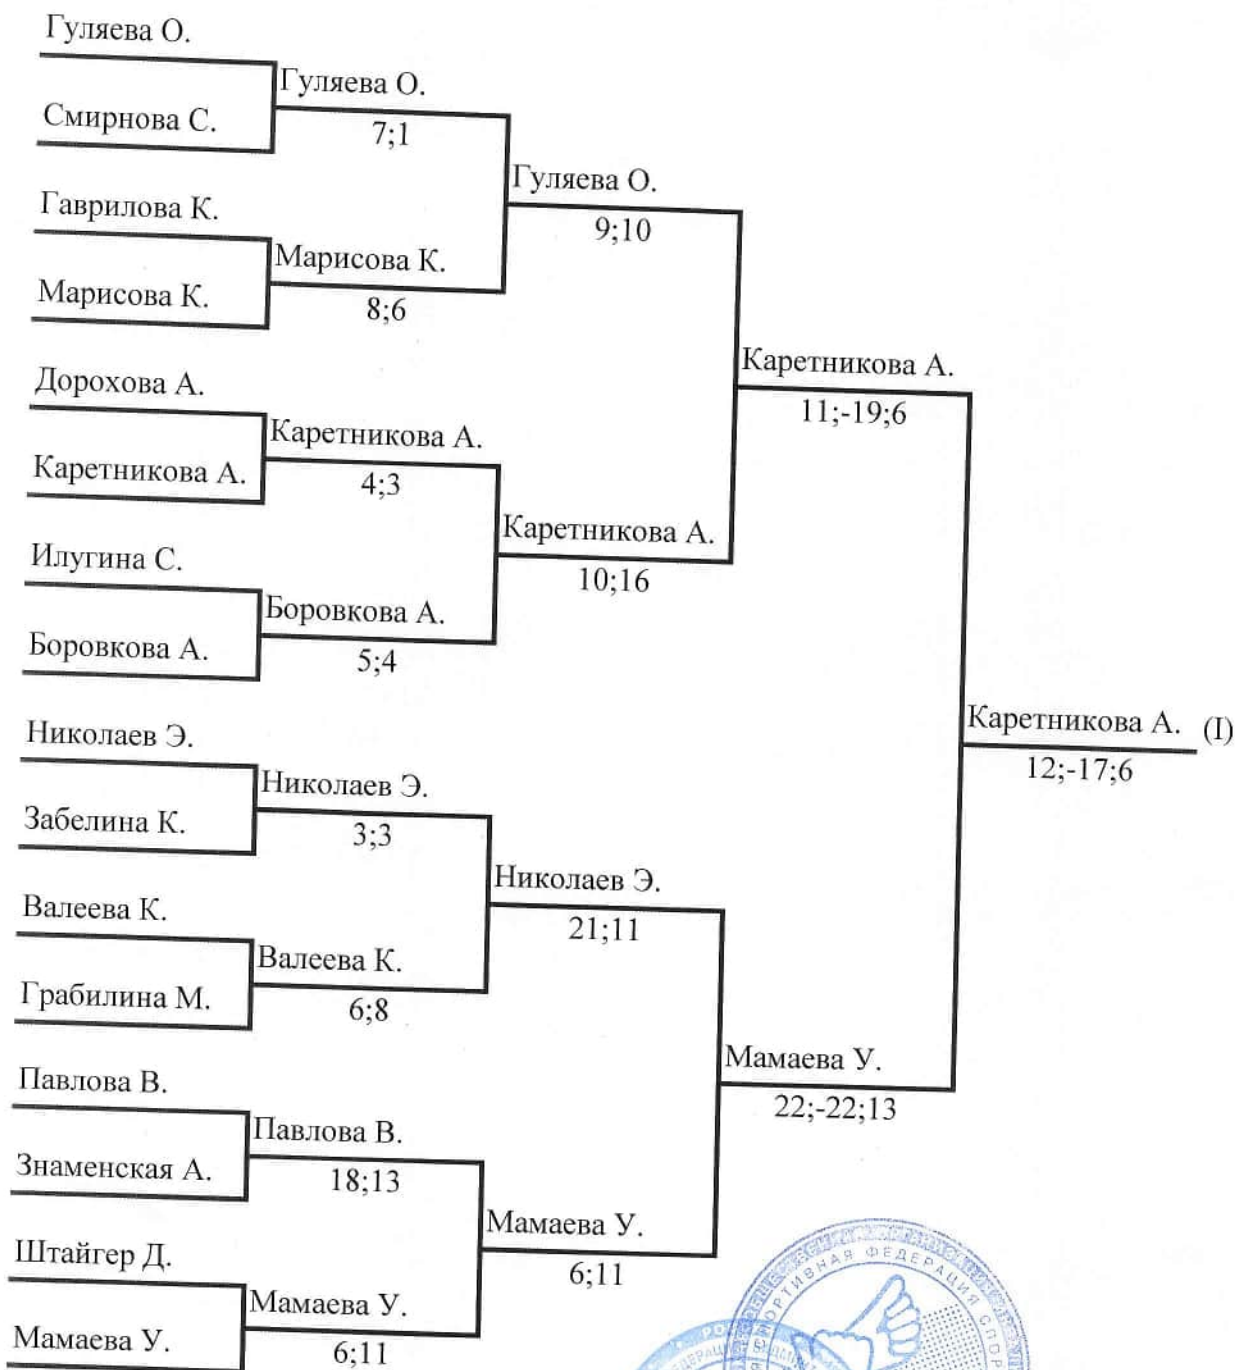 Гуляева О.
Гуляева О.
Смирнова С.
7;1
Гуляева О.
Гаврилова К.
9;10
Марисова К.
Марисова К.
8;6
Каретникова А.
Дорохова А.
11;-19;6
Каретникова А.
Каретникова А.
4;3
Каретникова А.
Илугина С.
10;16
Боровкова А.
Боровкова А.
5;4
Каретникова А. (I)
Николаев Э.
12;-17;6
Николаев Э.
Забелина К.
3;3
Николаев Э.
Валеева К.
21;11
Валеева К.
Грабилина М.
6;8
Мамаева У.
Павлова В.
22;-22;13
Павлова В.
Знаменская А.
18;13
Мамаева У.
Штайгер Д.
6;11
Мамаева У.
Мамаева У.
6;11
ФЕДЕРАЦИЯ